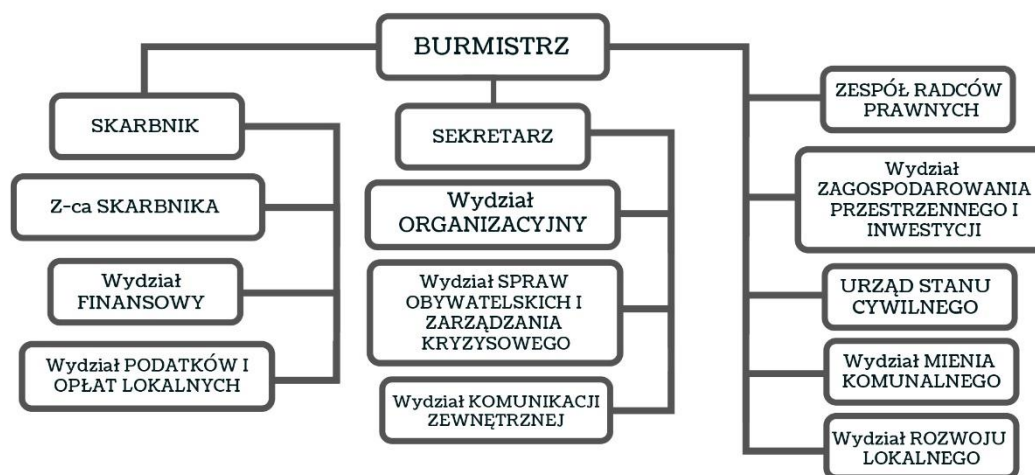 BURMISTRZ
SKARBNIK
Z-ca SKARBNIKA
Wydział
FINANSOWY
Wydział PODATKÓW I
OPŁAT LOKALNYCH
SEKRETARZ
Wydział
ORGANIZACYJNY
Wydział SPRAW
OBYWATELSKICH I
ZARZĄDZANIA
KRYZYSOWEGO
Wydział KOMUNIKACJI
ZEWNĘTRZNEJ
ZESPÓŁ RADCÓW
PRAWNYCH
Wydział
ZAGOSPODAROWANIA
PRZESTRZENNEGO I
INWESTYCJI
URZĄD STANU
CYWILNEGO
Wydział MIENIA
KOMUNALNEGO
Wydział ROZWOJU
LOKALNEGO